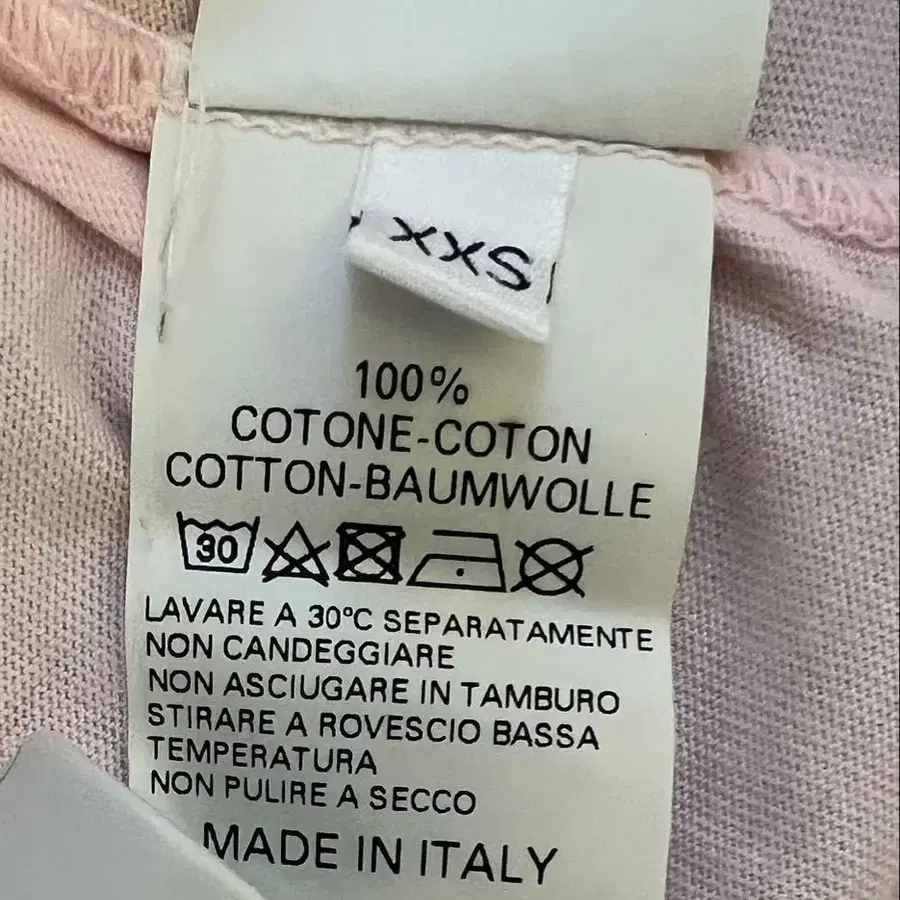 XXS
100%
COTONE-COTON
COTTON-BAUMWOLLE
30
LAVARE A 30°C SEPARATAMENTE
NON CANDEGGIARE
NON ASCIUGARE IN TAMBURO
STIRARE A ROVESCIO BASSA
TEMPERATURA
NON PULIRE A SECCO
MADE IN ITALY